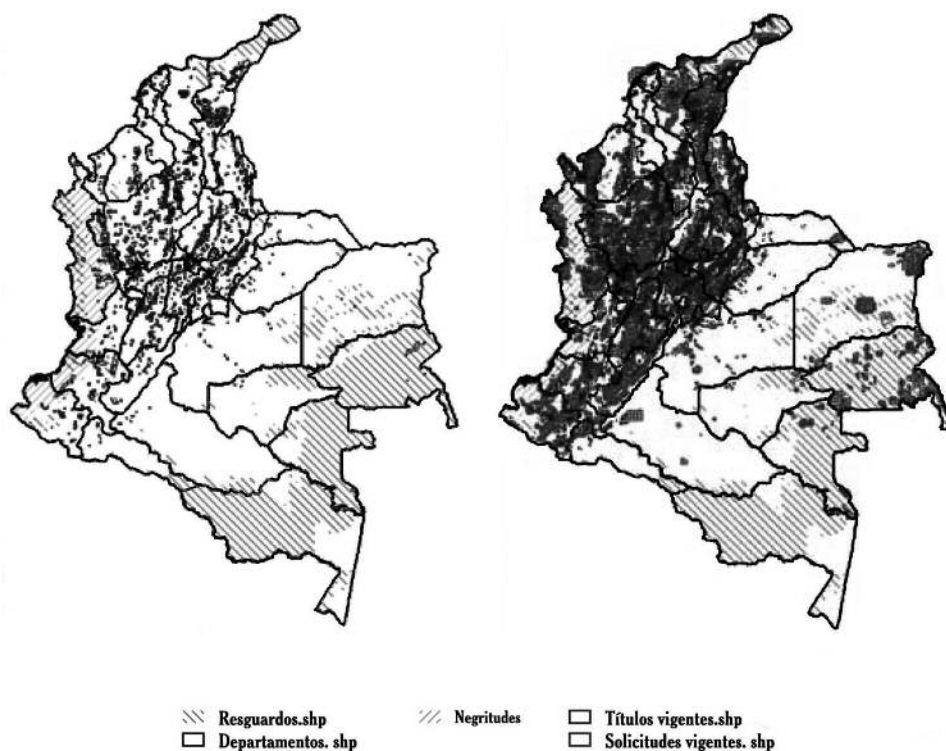 Resguardos.shp
Negritudes
Títulos vigentes.shp
Departamentos. shp
Solicitudes vigentes. shp